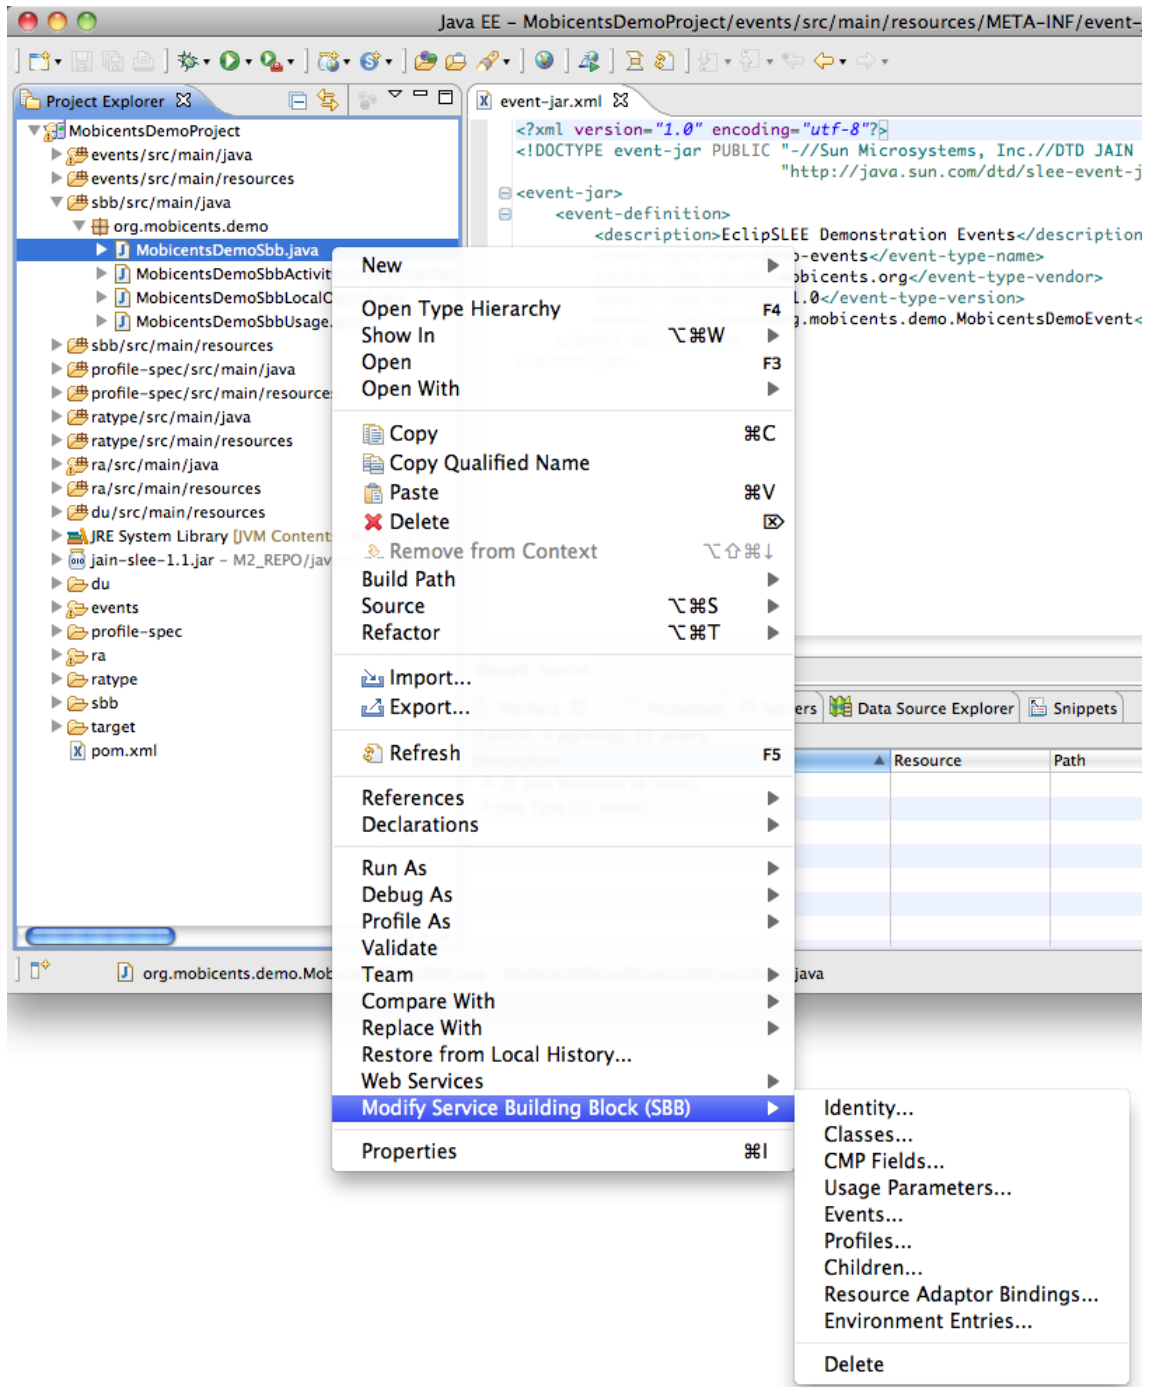 Java EE – MobicentsDemoProject/events/src/main/resources/META-INF/event-
Project Explorer
MobicentsDemoProject
events/src/main/java
events/src/main/resources
sbb/src/main/java
org.mobicents.demo
MobicentsDemoSbb.java
MobicentsDemoSbbActivit
MobicentsDemoSbbLocalO
MobicentsDemoSbbUsage
sbb/src/main/resources
profile-spec/src/main/java
profile-spec/src/main/resource
ratype/src/main/java
ratype/src/main/resources
ra/src/main/java
ra/src/main/resources
du/src/main/resources
JRE System Library [JVM Content
jain-slee-1.1.jar – M2_REPO/jav
du
events
profile-spec
ra
ratype
sbb
target
pom.xml
event-jar.xml
<?xml version="1.0" encoding="utf-8"?>
<!DOCTYPE event-jar PUBLIC "-//Sun Microsystems, Inc.//DTD JAIN
"http://java.sun.com/dtd/slee-event-j
<event-jar>
<event-definition>
<description>EclipSLEE Demonstration Events</description
o-events</event-type-name>
obicents.org</event-type-vendor>
1.0</event-type-version>
g.mobicents.demo.MobicentsDemoEvent<
New
Open Type Hierarchy F4
Show In ⌥⌘W
Open F3
Open With
Copy ⌘C
Copy Qualified Name
Paste ⌘V
Delete ⌦
Remove from Context ⌥⇧⌘↓
Build Path
Source ⌥⌘S
Refactor ⌥⌘T
Import...
Export...
Refresh F5
References
Declarations
Run As
Debug As
Profile As
Validate
Team
Compare With
Replace With
Restore from Local History...
Web Services
Modify Service Building Block (SBB)
Properties ⌘I
Identity...
Classes...
CMP Fields...
Usage Parameters...
Events...
Profiles...
Children...
Resource Adaptor Bindings...
Environment Entries...
Delete
ers Data Source Explorer Snippets
Resource Path
org.mobicents.demo.Mob
java